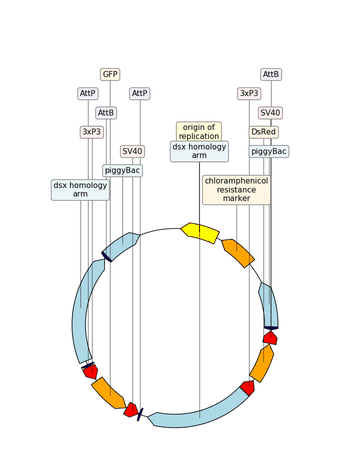 GFP
AttB
AttP
AttP
3xP3
AttB
SV40
3xP3
origin of
replication
DsRed
SV40
dsx homology
arm
piggyBac
piggyBac
dsx homology
arm
chloramphenicol
resistance
marker